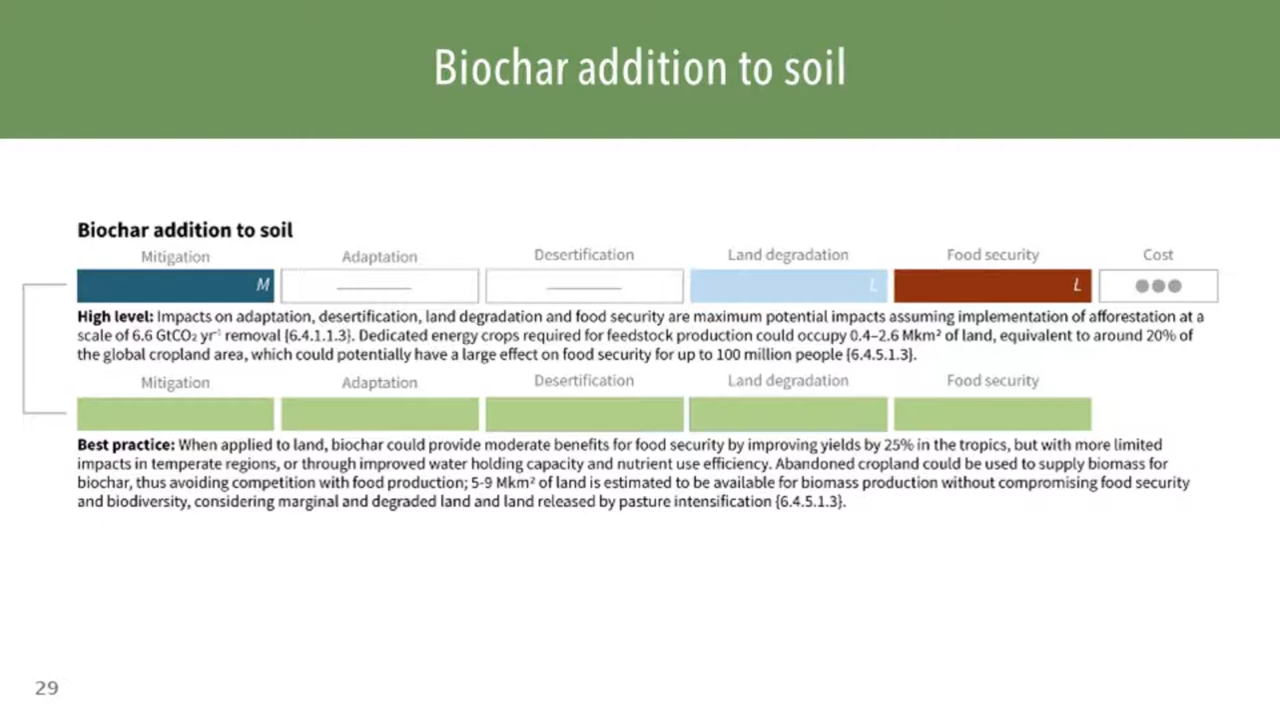 Biochar addition to soil
Biochar addition to soil
Mitigation Adaptation Desertification Land degradation Food security Cost
M L L
High level: Impacts on adaptation, desertification, land degradation and food security are maximum potential impacts assuming implementation of afforestation at a
scale of 6.6 GtCO₂ yr⁻¹ removal {6.4.1.1.3}. Dedicated energy crops required for feedstock production could occupy 0.4–2.6 Mkm² of land, equivalent to around 20% of
the global cropland area, which could potentially have a large effect on food security for up to 100 million people {6.4.5.1.3}.
Mitigation Adaptation Desertification Land degradation Food security
Best practice: When applied to land, biochar could provide moderate benefits for food security by improving yields by 25% in the tropics, but with more limited
impacts in temperate regions, or through improved water holding capacity and nutrient use efficiency. Abandoned cropland could be used to supply biomass for
biochar, thus avoiding competition with food production; 5-9 Mkm² of land is estimated to be available for biomass production without compromising food security
and biodiversity, considering marginal and degraded land and land released by pasture intensification {6.4.5.1.3}.
29